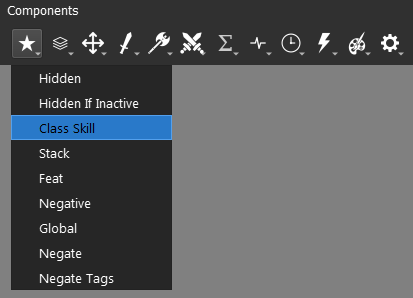 Components
Hidden
Hidden If Inactive
Class Skill
Stack
Feat
Negative
Global
Negate
Negate Tags